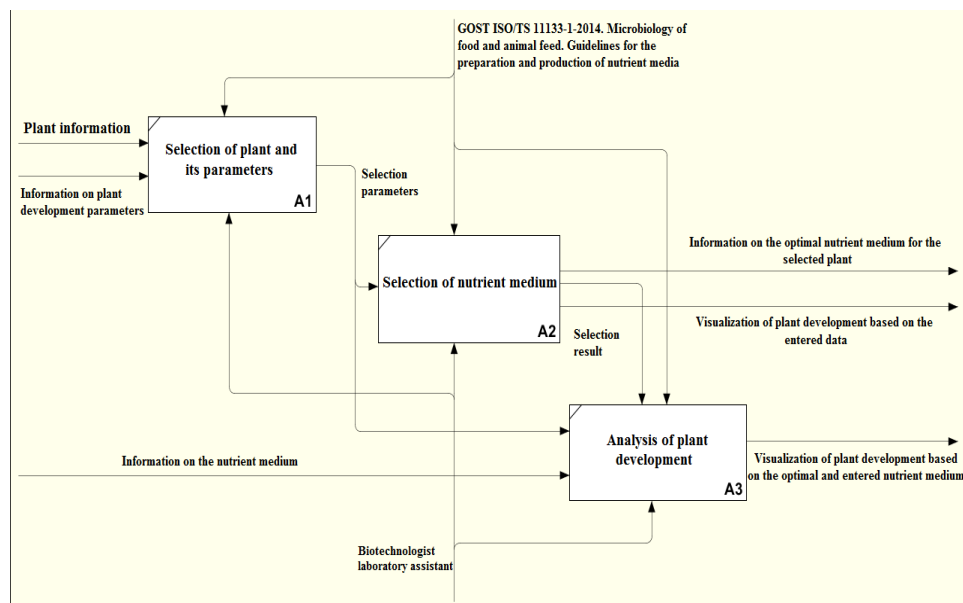 GOST ISO/TS 11133-1-2014. Microbiology of
food and animal feed. Guidelines for the
preparation and production of nutrient media
Plant information
Information on plant
development parameters
Selection of plant and
its parameters
A1
Selection
parameters
Selection of nutrient medium
A2
Information on the optimal nutrient medium for the
selected plant
Visualization of plant development based on the
entered data
Selection
result
Analysis of plant
development
A3
Information on the nutrient medium
Visualization of plant development based
on the optimal and entered nutrient medium
Biotechnologist
laboratory assistant